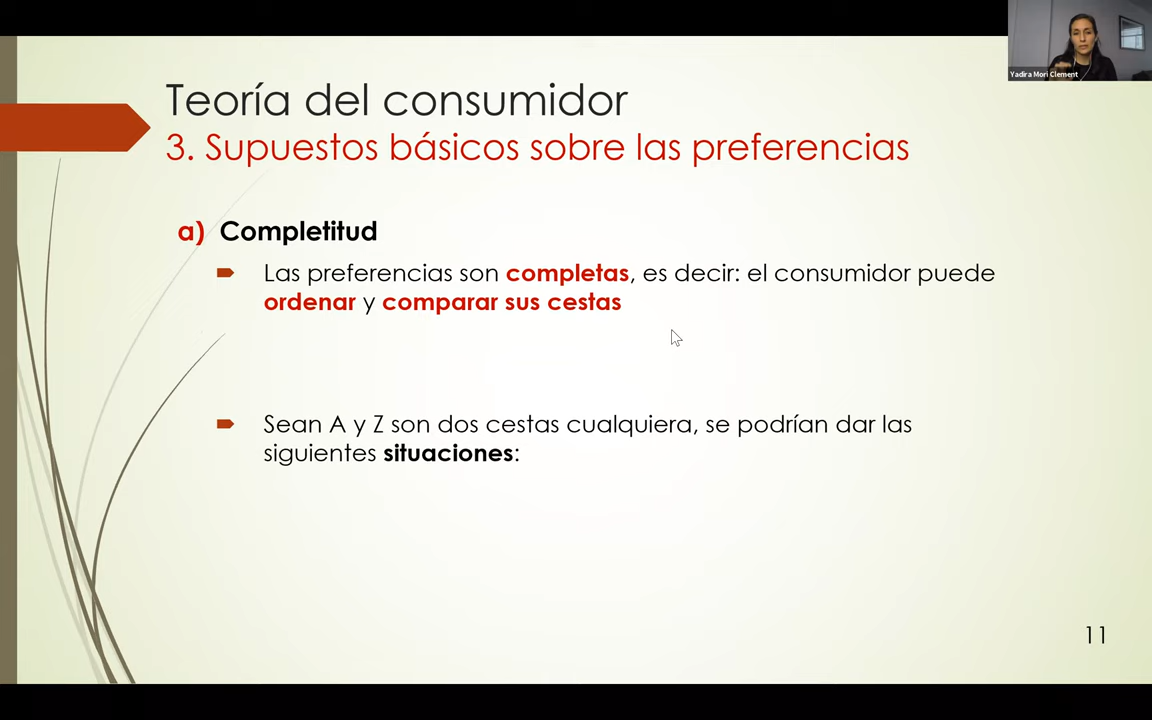 Yadira Mori Clement
Teoría del consumidor
3. Supuestos básicos sobre las preferencias
a) Completitud
Las preferencias son completas, es decir: el consumidor puede
ordenar y comparar sus cestas
Sean A y Z son dos cestas cualquiera, se podrían dar las
siguientes situaciones:
11